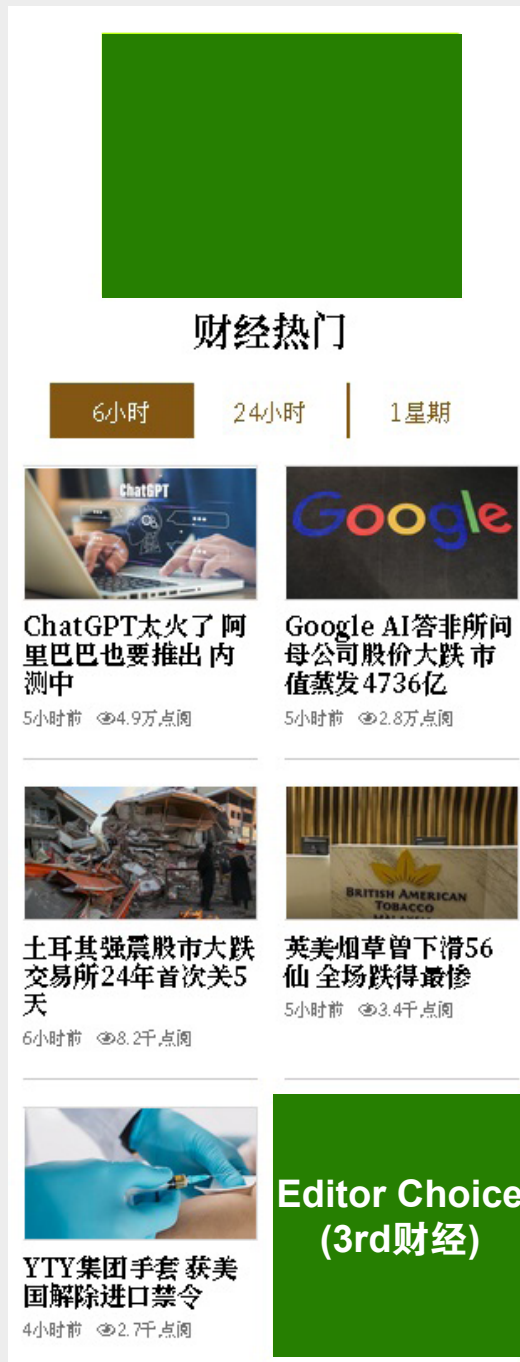 财经热门
6小时
24小时
1星期
ChatGPT
Google
ChatGPT太火了 阿
里巴巴也要推出 内
测中
5小时前 4.9万点阅
Google AI答非所问
母公司股价大跌 市
值蒸发4736亿
5小时前 2.8万点阅
BRITISH AMERICAN
TOBACCO
MALAYSIA
土耳其强震股市大跌
交易所24年首次关5
天
6小时前 8.2千点阅
英美烟草曾下滑56
仙 全场跌得最惨
5小时前 3.4千点阅
YTY集团手套 获美
国解除进口禁令
4小时前 2.7千点阅
Editor Choice
(3rd财经)